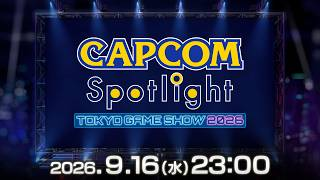 CAPCOM
Spotlight
TOKYO GAME SHOW 2026
2026.9.16(水)23:00